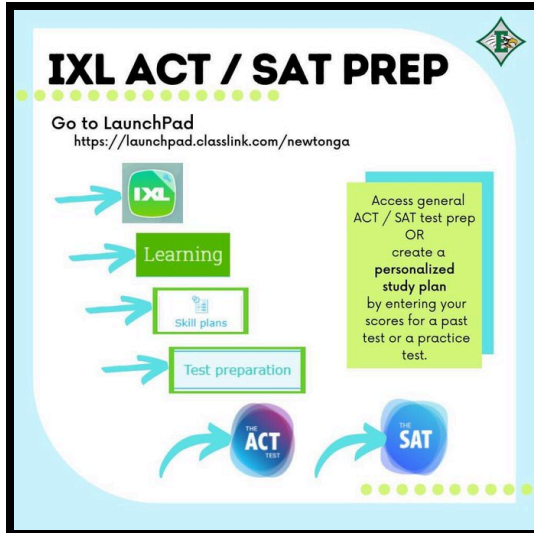 E
IXL ACT / SAT PREP
Go to LaunchPad
https://launchpad.classlink.com/newtonga
IXL
Learning
Skill plans
Test preparation
Access general
ACT / SAT test prep
OR
create a
personalized
study plan
by entering your
scores for a past
test or a practice
test.
THE
ACT
TEST
THE
SAT